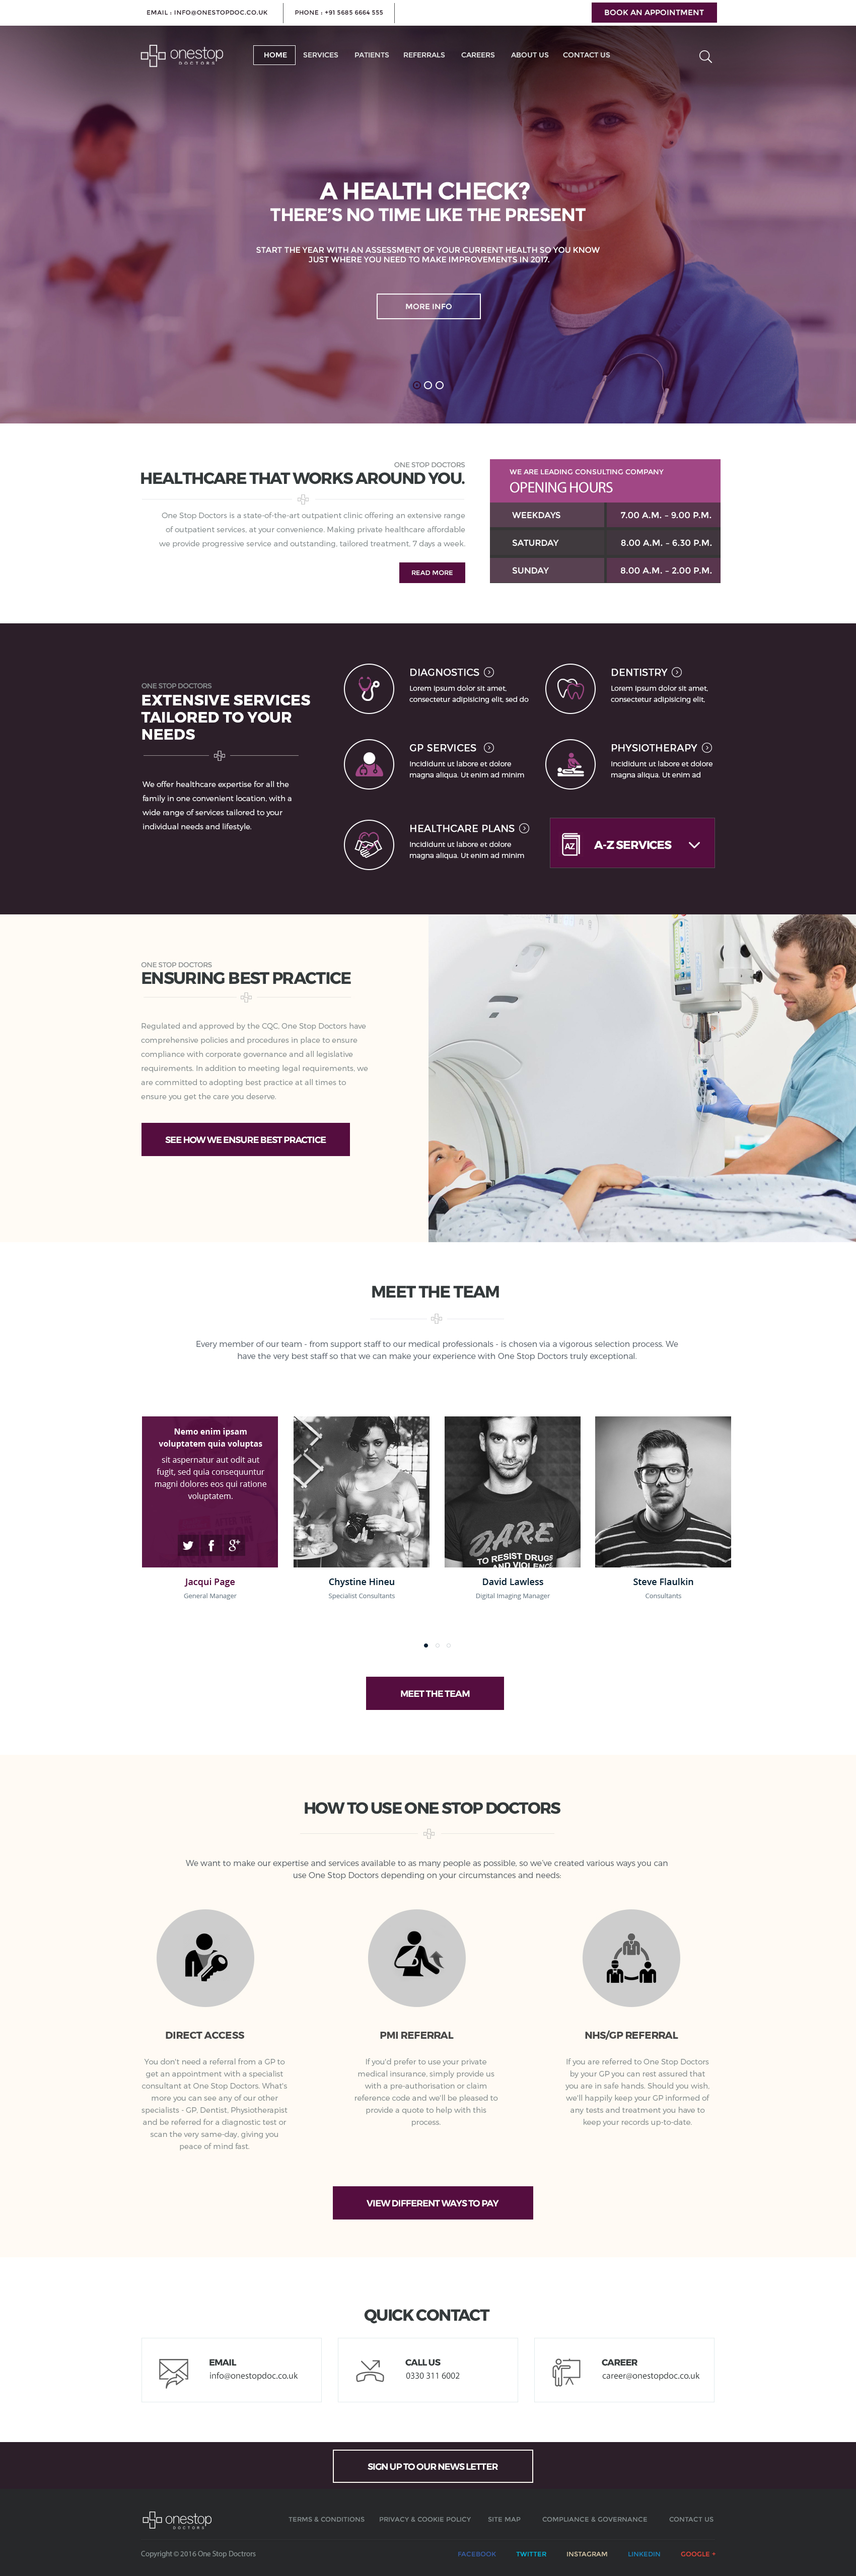 EMAIL : INFO@ONESTOPDOC.CO.UK
PHONE : +91 5685 6664 555
BOOK AN APPOINTMENT
onestop
DOCTORS
HOME
SERVICES
PATIENTS
REFERRALS
CAREERS
ABOUT US
CONTACT US
A HEALTH CHECK?
THERE'S NO TIME LIKE THE PRESENT
START THE YEAR WITH AN ASSESSMENT OF YOUR CURRENT HEALTH SO YOU KNOW
JUST WHERE YOU NEED TO MAKE IMPROVEMENTS IN 2017.
MORE INFO
ONE STOP DOCTORS
HEALTHCARE THAT WORKS AROUND YOU.
One Stop Doctors is a state-of-the-art outpatient clinic offering an extensive range
of outpatient services, at your convenience. Making private healthcare affordable
we provide progressive service and outstanding, tailored treatment, 7 days a week.
READ MORE
WE ARE LEADING CONSULTING COMPANY
OPENING HOURS
WEEKDAYS 7.00 A.M. – 9.00 P.M.
SATURDAY 8.00 A.M. – 6.30 P.M.
SUNDAY 8.00 A.M. – 2.00 P.M.
ONE STOP DOCTORS
EXTENSIVE SERVICES
TAILORED TO YOUR
NEEDS
We offer healthcare expertise for all the
family in one convenient location, with a
wide range of services tailored to your
individual needs and lifestyle.
DIAGNOSTICS
Lorem ipsum dolor sit amet,
consectetur adipisicing elit, sed do
DENTISTRY
Lorem ipsum dolor sit amet,
consectetur adipisicing elit,
GP SERVICES
Incididunt ut labore et dolore
magna aliqua. Ut enim ad minim
PHYSIOTHERAPY
Incididunt ut labore et dolore
magna aliqua. Ut enim ad
HEALTHCARE PLANS
Incididunt ut labore et dolore
magna aliqua. Ut enim ad minim
AZ
A-Z SERVICES
ONE STOP DOCTORS
ENSURING BEST PRACTICE
Regulated and approved by the CQC, One Stop Doctors have
comprehensive policies and procedures in place to ensure
compliance with corporate governance and all legislative
requirements. In addition to meeting legal requirements, we
are committed to adopting best practice at all times to
ensure you get the care you deserve.
SEE HOW WE ENSURE BEST PRACTICE
MEET THE TEAM
Every member of our team - from support staff to our medical professionals - is chosen via a vigorous selection process. We
have the very best staff so that we can make your experience with One Stop Doctors truly exceptional.
Nemo enim ipsam
voluptatem quia voluptas
sit aspernatur aut odit aut
fugit, sed quia consequuntur
magni dolores eos qui ratione
voluptatem.
D.A.R.E.
TO RESIST DRUGS
AND VIOLENCE
Jacqui Page
General Manager
Chystine Hineu
Specialist Consultants
David Lawless
Digital Imaging Manager
Steve Flaulkin
Consultants
MEET THE TEAM
HOW TO USE ONE STOP DOCTORS
We want to make our expertise and services available to as many people as possible, so we've created various ways you can
use One Stop Doctors depending on your circumstances and needs:
DIRECT ACCESS
You don't need a referral from a GP to
get an appointment with a specialist
consultant at One Stop Doctors. What's
more you can see any of our other
specialists - GP, Dentist, Physiotherapist
and be referred for a diagnostic test or
scan the very same-day, giving you
peace of mind fast.
PMI REFERRAL
If you'd prefer to use your private
medical insurance, simply provide us
with a pre-authorisation or claim
reference code and we'll be pleased to
provide a quote to help with this
process.
NHS/GP REFERRAL
If you are referred to One Stop Doctors
by your GP you can rest assured that
you are in safe hands. Should you wish,
we'll happily keep your GP informed of
any tests and treatment you have to
keep your records up-to-date.
VIEW DIFFERENT WAYS TO PAY
QUICK CONTACT
EMAIL
info@onestopdoc.co.uk
CALL US
0330 311 6002
CAREER
career@onestopdoc.co.uk
SIGN UP TO OUR NEWS LETTER
onestop
DOCTORS
TERMS & CONDITIONS
PRIVACY & COOKIE POLICY
SITE MAP
COMPLIANCE & GOVERNANCE
CONTACT US
Copyright © 2016 One Stop Doctrors
FACEBOOK
TWITTER
INSTAGRAM
LINKEDIN
GOOGLE +